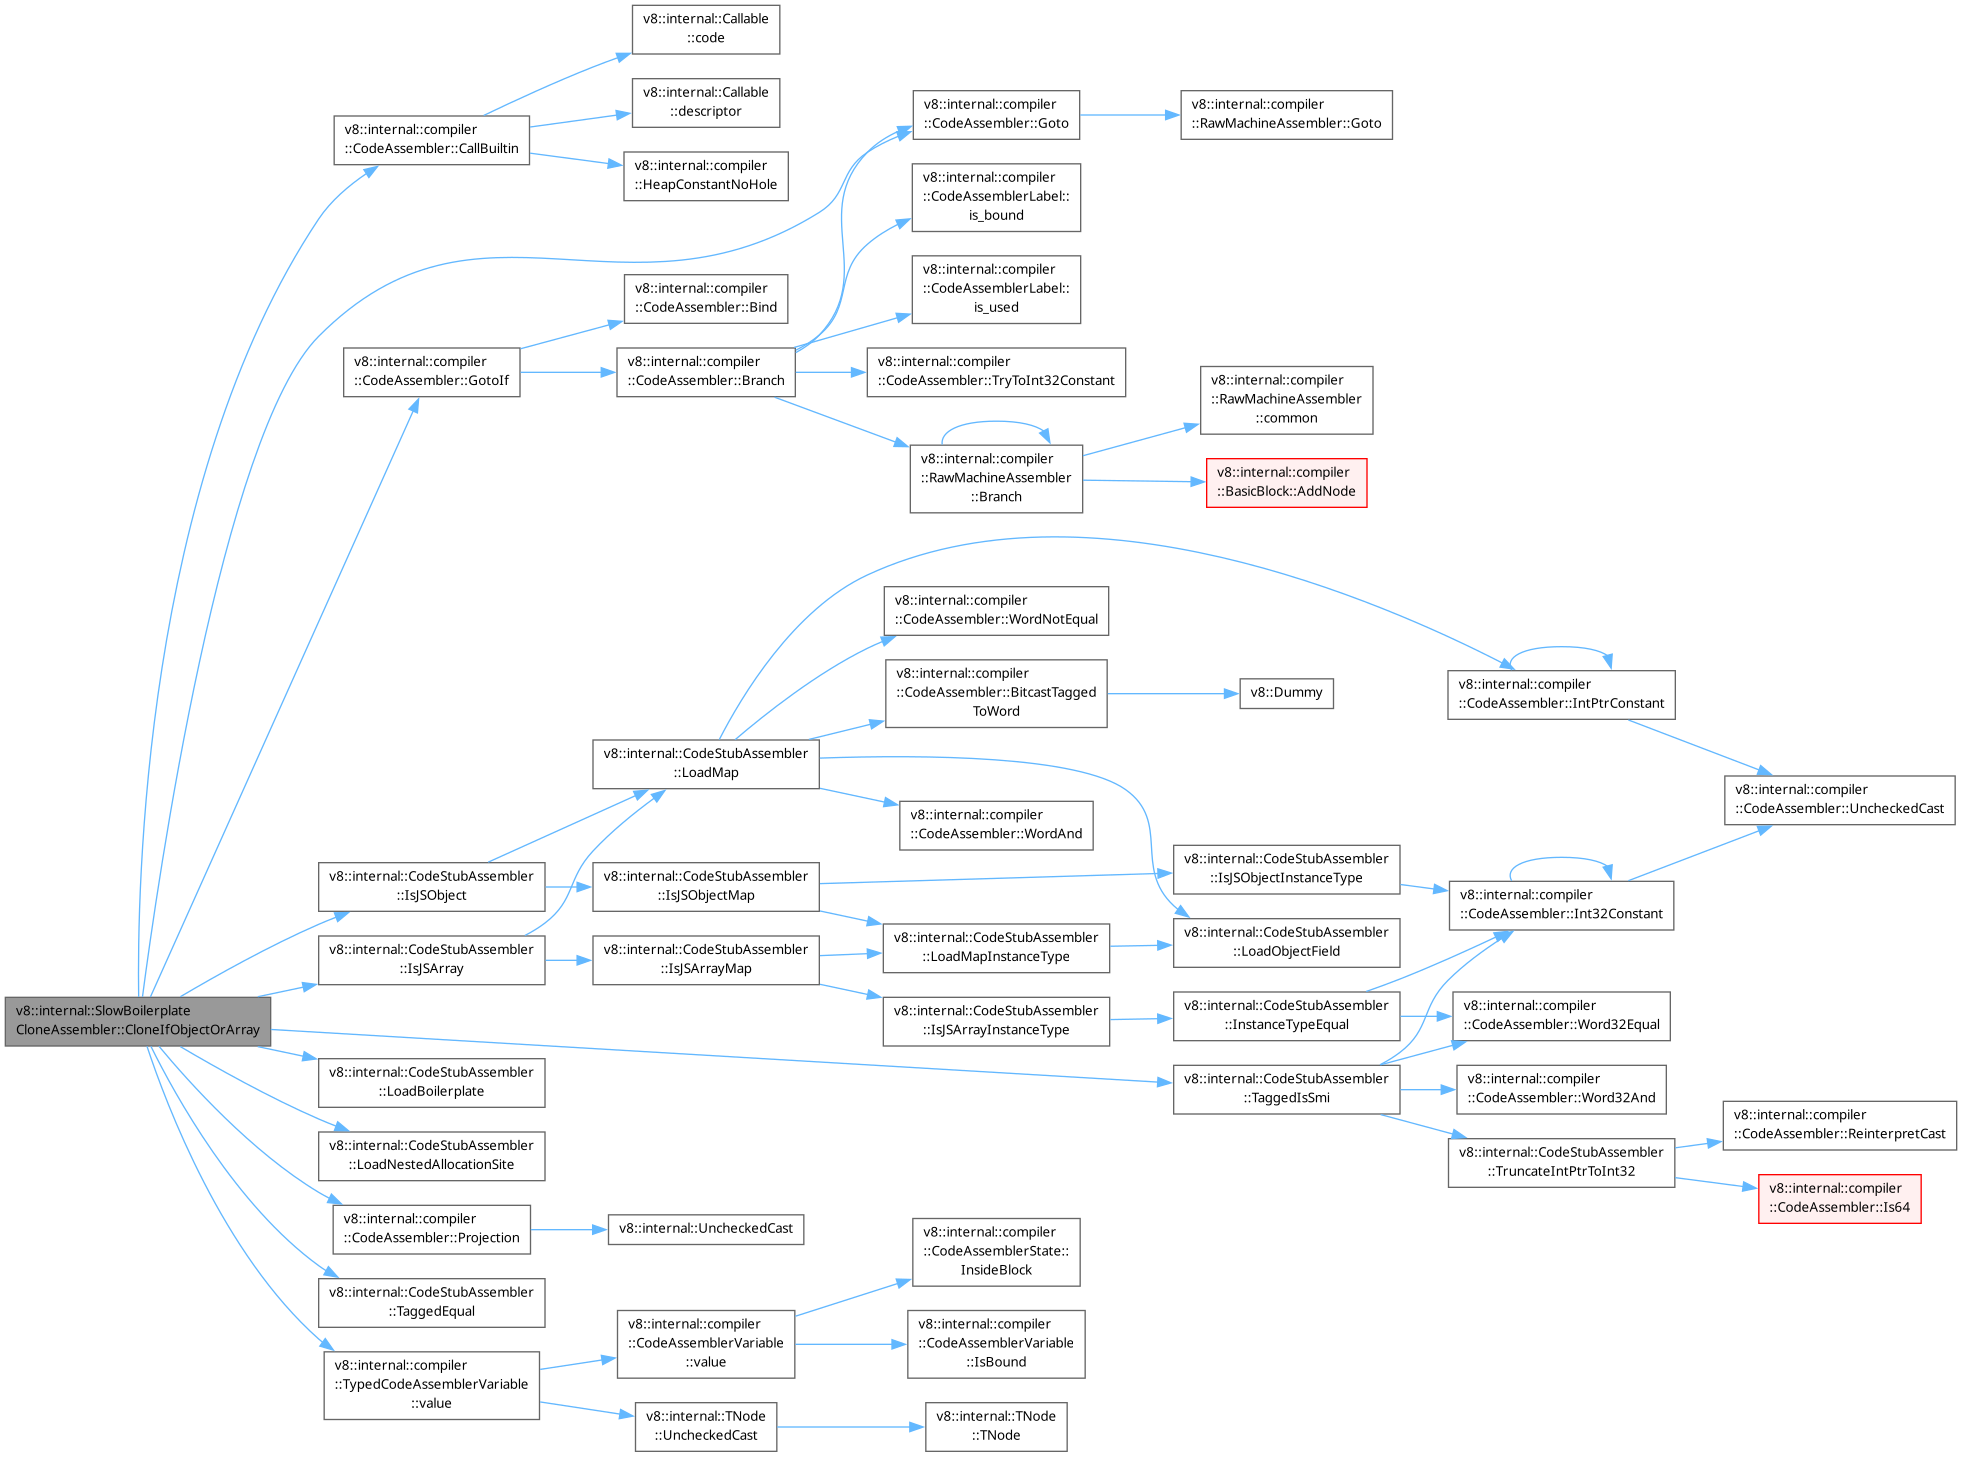 v8::internal::SlowBoilerplate
CloneAssembler::CloneIfObjectOrArray
v8::internal::compiler
::CodeAssembler::CallBuiltin
v8::internal::Callable
::code
v8::internal::Callable
::descriptor
v8::internal::compiler
::HeapConstantNoHole
v8::internal::compiler
::CodeAssembler::Goto
v8::internal::compiler
::RawMachineAssembler::Goto
v8::internal::compiler
::CodeAssembler::GotoIf
v8::internal::compiler
::CodeAssembler::Bind
v8::internal::compiler
::CodeAssembler::Branch
v8::internal::compiler
::CodeAssemblerLabel::
is_bound
v8::internal::compiler
::CodeAssemblerLabel::
is_used
v8::internal::compiler
::CodeAssembler::TryToInt32Constant
v8::internal::compiler
::RawMachineAssembler
::Branch
v8::internal::compiler
::RawMachineAssembler
::common
v8::internal::compiler
::BasicBlock::AddNode
v8::internal::CodeStubAssembler
::IsJSObject
v8::internal::CodeStubAssembler
::LoadMap
v8::internal::compiler
::CodeAssembler::WordNotEqual
v8::internal::compiler
::CodeAssembler::BitcastTagged
ToWord
v8::Dummy
v8::internal::compiler
::CodeAssembler::WordAnd
v8::internal::compiler
::CodeAssembler::IntPtrConstant
v8::internal::compiler
::CodeAssembler::UncheckedCast
v8::internal::CodeStubAssembler
::IsJSObjectMap
v8::internal::CodeStubAssembler
::IsJSObjectInstanceType
v8::internal::compiler
::CodeAssembler::Int32Constant
v8::internal::CodeStubAssembler
::LoadMapInstanceType
v8::internal::CodeStubAssembler
::LoadObjectField
v8::internal::CodeStubAssembler
::IsJSArray
v8::internal::CodeStubAssembler
::IsJSArrayMap
v8::internal::CodeStubAssembler
::IsJSArrayInstanceType
v8::internal::CodeStubAssembler
::InstanceTypeEqual
v8::internal::compiler
::CodeAssembler::Word32Equal
v8::internal::CodeStubAssembler
::TaggedIsSmi
v8::internal::compiler
::CodeAssembler::Word32And
v8::internal::CodeStubAssembler
::TruncateIntPtrToInt32
v8::internal::compiler
::CodeAssembler::ReinterpretCast
v8::internal::compiler
::CodeAssembler::Is64
v8::internal::CodeStubAssembler
::LoadBoilerplate
v8::internal::CodeStubAssembler
::LoadNestedAllocationSite
v8::internal::compiler
::CodeAssembler::Projection
v8::internal::UncheckedCast
v8::internal::CodeStubAssembler
::TaggedEqual
v8::internal::compiler
::TypedCodeAssemblerVariable
::value
v8::internal::compiler
::CodeAssemblerVariable
::value
v8::internal::compiler
::CodeAssemblerState::
InsideBlock
v8::internal::compiler
::CodeAssemblerVariable
::IsBound
v8::internal::TNode
::UncheckedCast
v8::internal::TNode
::TNode